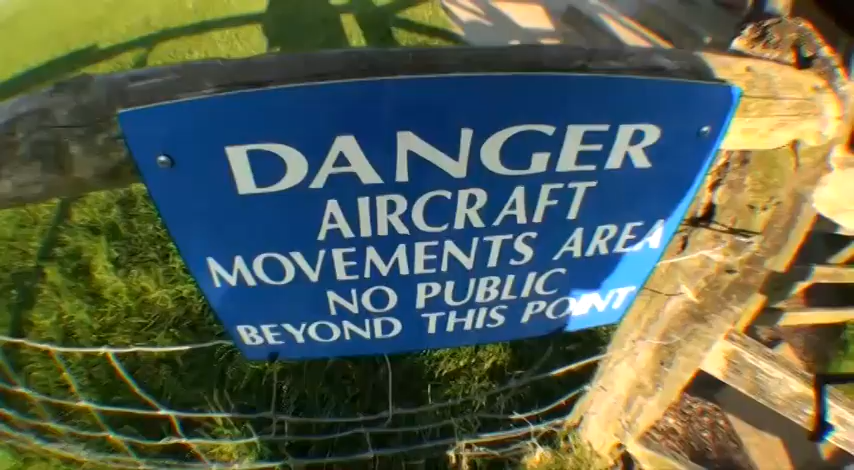 DANGER
AIRCRAFT
MOVEMENTS AREA
NO PUBLIC
BEYOND THIS POINT